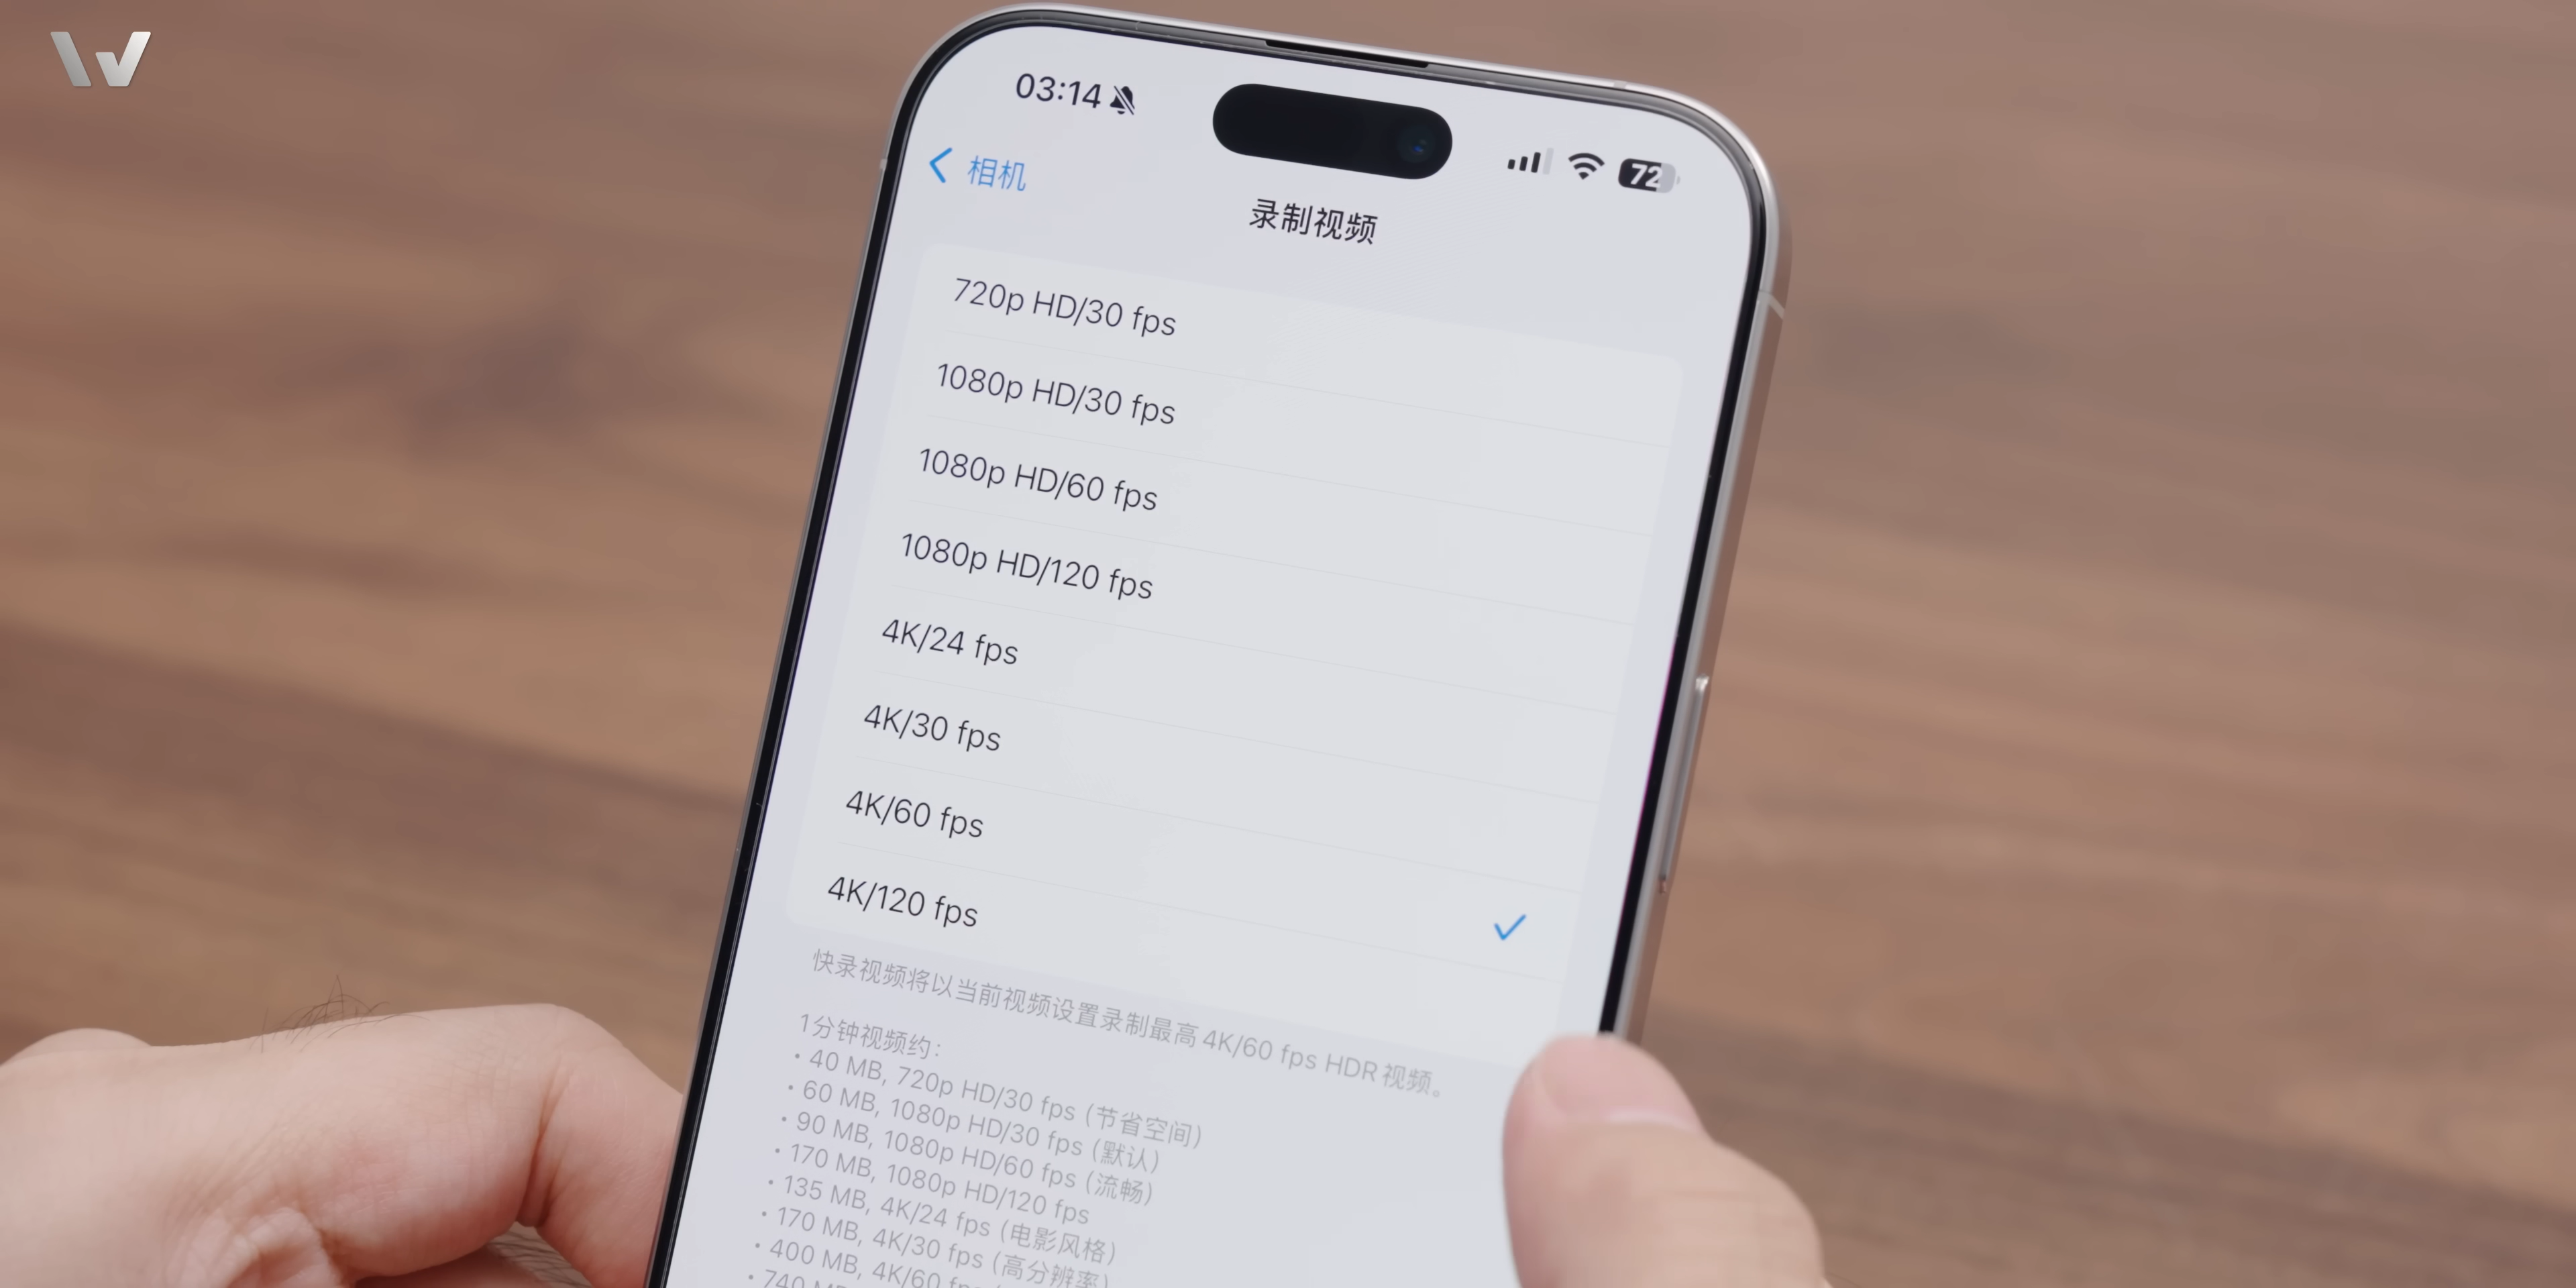 03:14
72
相机
录制视频
720p HD/30 fps
1080p HD/30 fps
1080p HD/60 fps
1080p HD/120 fps
4K/24 fps
4K/30 fps
4K/60 fps
4K/120 fps
快录视频将以当前视频设置录制最高 4K/60 fps HDR 视频。
1分钟视频约：
• 40 MB, 720p HD/30 fps (节省空间)
• 60 MB, 1080p HD/30 fps (默认)
• 90 MB, 1080p HD/60 fps (流畅)
• 170 MB, 1080p HD/120 fps
• 135 MB, 4K/24 fps (电影风格)
• 170 MB, 4K/30 fps (高分辨率)
• 400 MB, 4K/60 fps
• 740